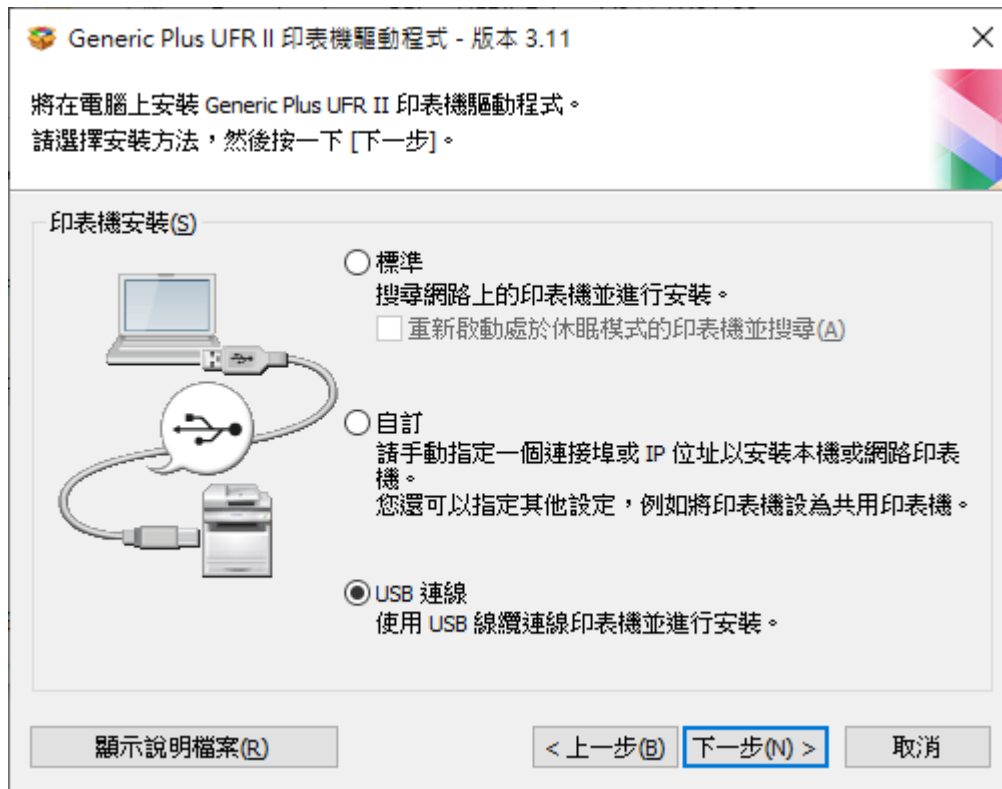 Generic Plus UFR II 印表機驅動程式 - 版本 3.11
將在電腦上安裝 Generic Plus UFR II 印表機驅動程式。
請選擇安裝方法，然後按一下 [下一步]。
印表機安裝(S)
標準
搜尋網路上的印表機並進行安裝。
重新啟動處於休眠模式的印表機並搜尋(A)
自訂
請手動指定一個連接埠或 IP 位址以安裝本機或網路印表
機。
您還可以指定其他設定，例如將印表機設為共用印表機。
USB 連線
使用 USB 線纜連線印表機並進行安裝。
顯示說明檔案(R)
< 上一步(B)
下一步(N) >
取消